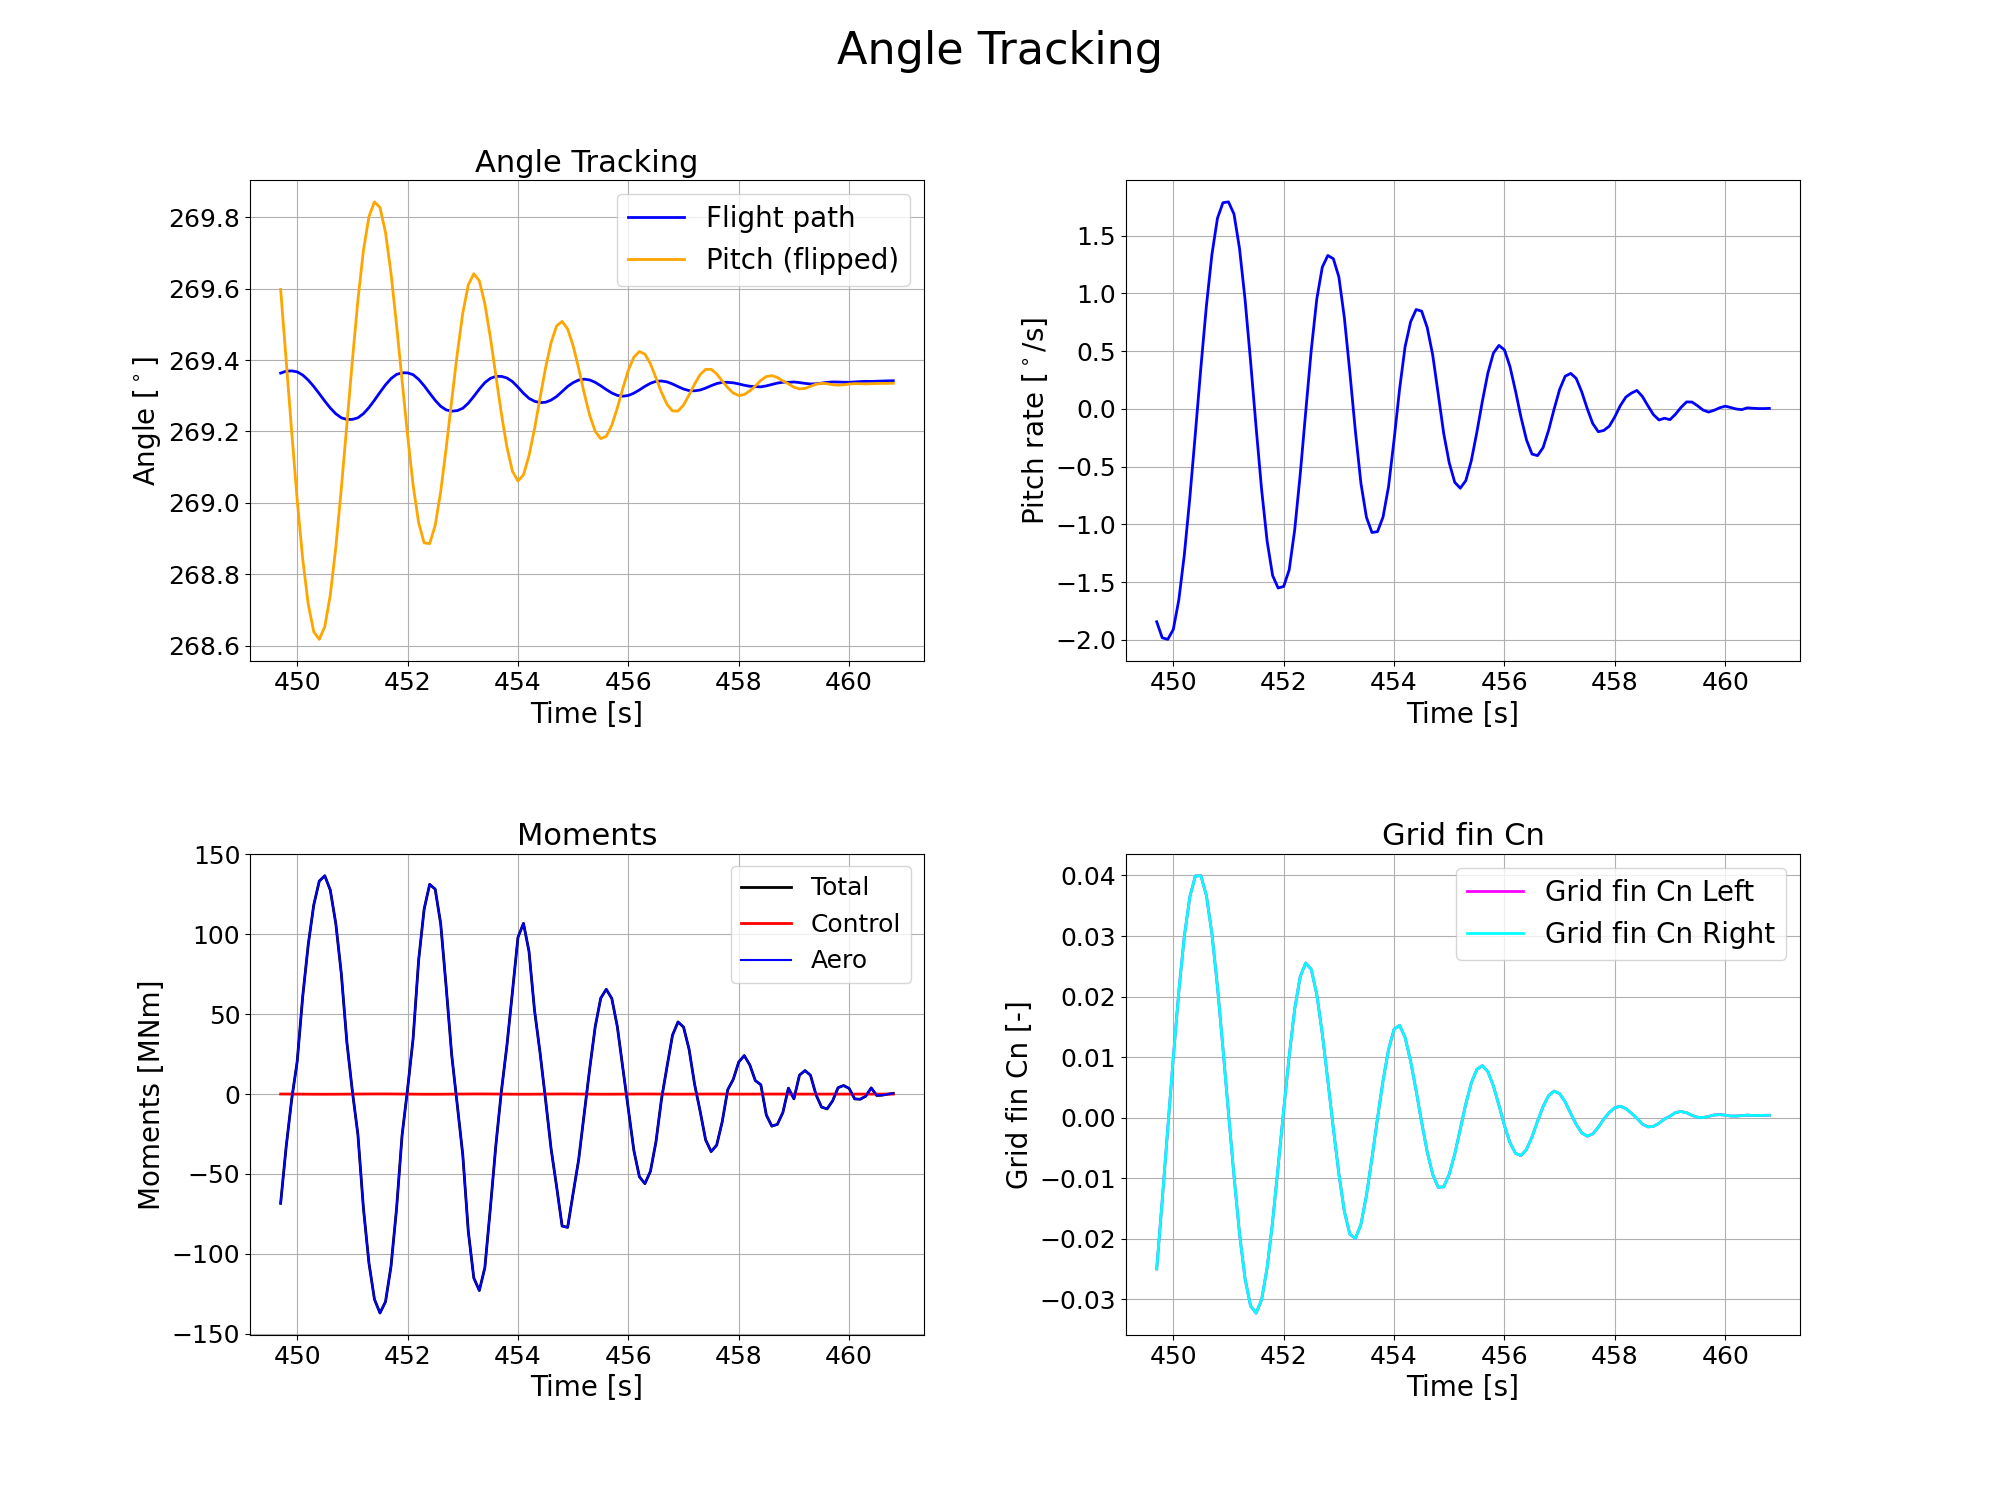 Angle Tracking
Angle Tracking
Flight path
Pitch (flipped)
269.8
269.6
269.4
269.2
269.0
268.8
268.6
Angle [°]
450 452 454 456 458 460
Time [s]
1.5
1.0
0.5
0.0
−0.5
−1.0
−1.5
−2.0
Pitch rate [°/s]
450 452 454 456 458 460
Time [s]
Moments
Total
Control
Aero
150
100
50
0
−50
−100
−150
Moments [MNm]
450 452 454 456 458 460
Time [s]
Grid fin Cn
Grid fin Cn Left
Grid fin Cn Right
0.04
0.03
0.02
0.01
0.00
−0.01
−0.02
−0.03
Grid fin Cn [-]
450 452 454 456 458 460
Time [s]